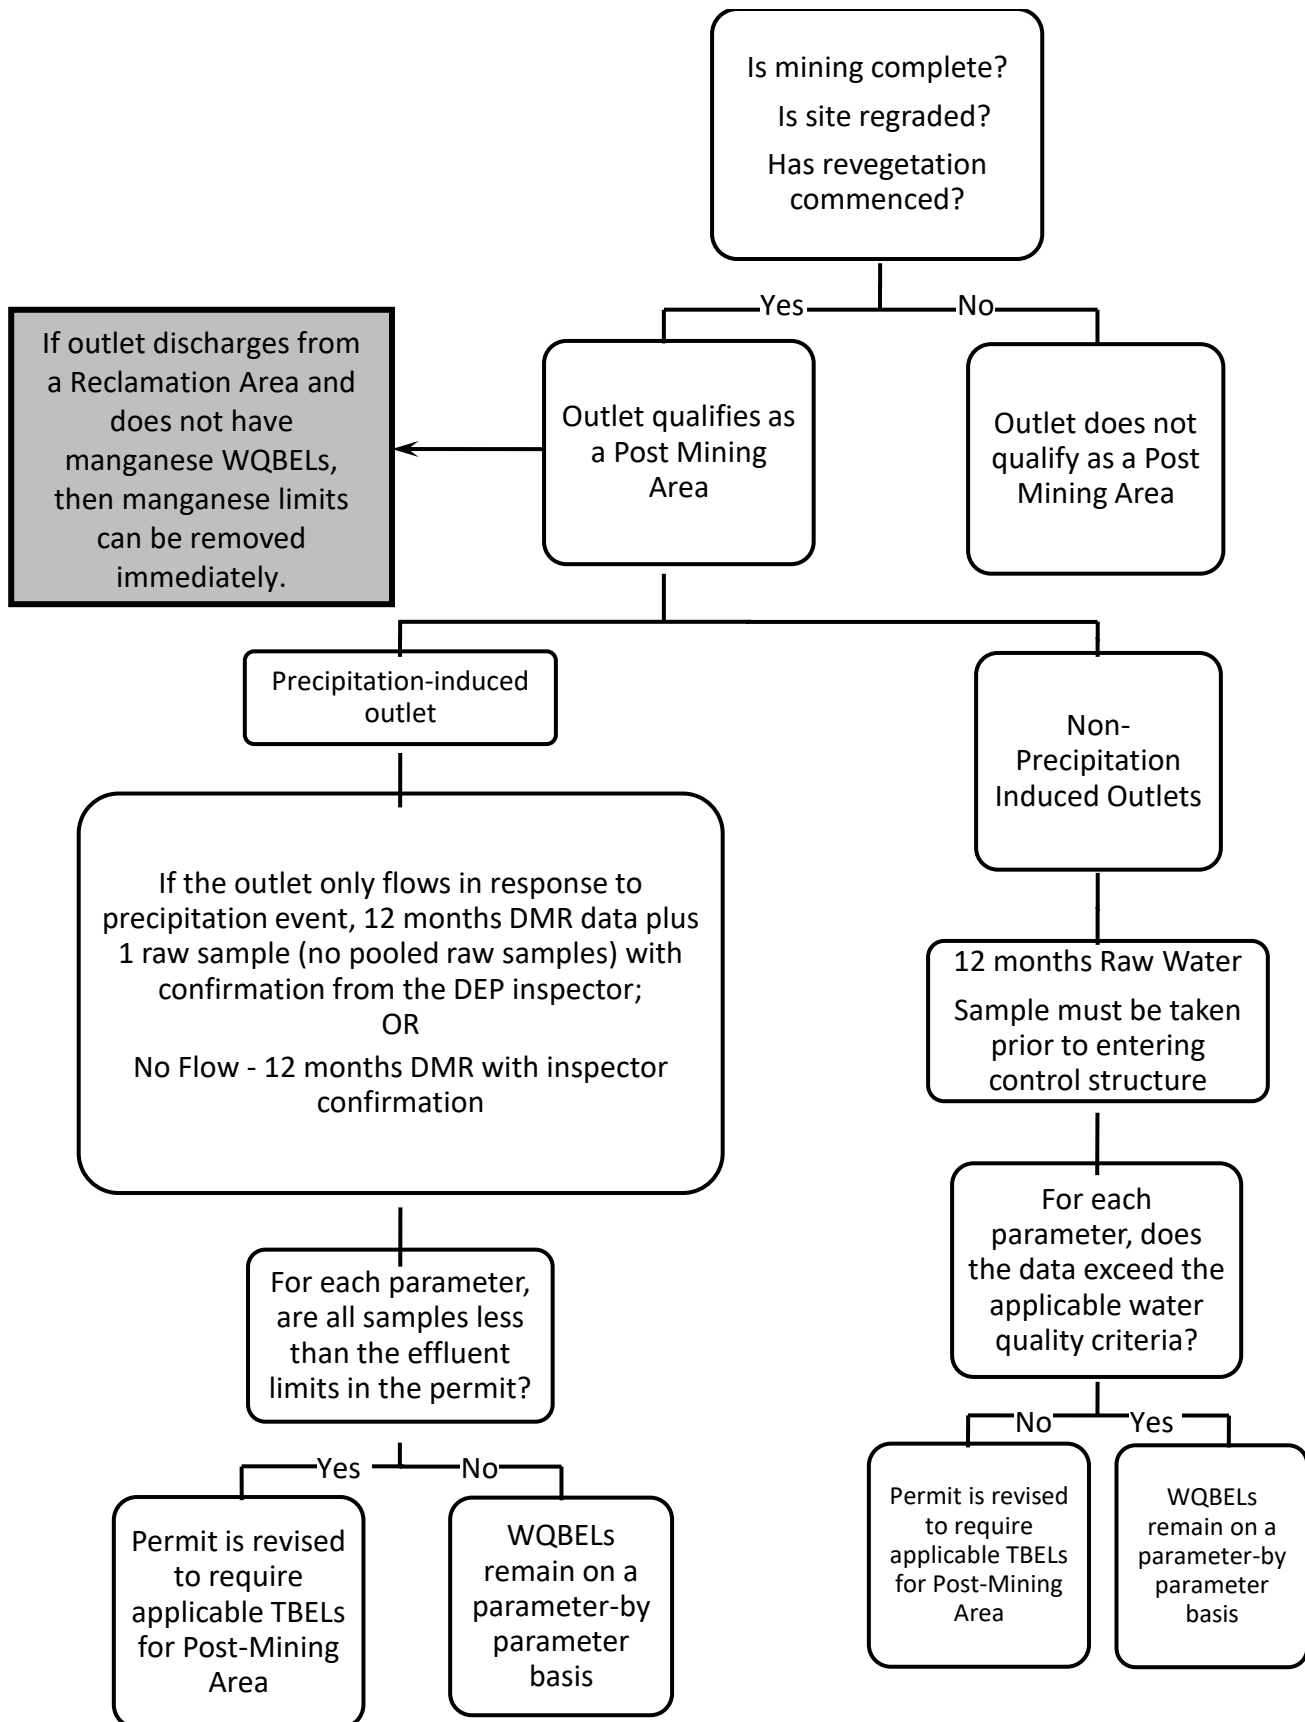 Is mining complete?
Is site regraded?
Has revegetation
commenced?
Yes
No
If outlet discharges from
a Reclamation Area and
does not have
manganese WQBELs,
then manganese limits
can be removed
immediately.
Outlet qualifies as
a Post Mining
Area
Outlet does not
qualify as a Post
Mining Area
Precipitation-induced
outlet
Non-
Precipitation
Induced Outlets
If the outlet only flows in response to
precipitation event, 12 months DMR data plus
1 raw sample (no pooled raw samples) with
confirmation from the DEP inspector;
OR
No Flow - 12 months DMR with inspector
confirmation
12 months Raw Water
Sample must be taken
prior to entering
control structure
For each parameter,
are all samples less
than the effluent
limits in the permit?
For each
parameter, does
the data exceed the
applicable water
quality criteria?
Yes
No
No
Yes
Permit is revised
to require
applicable TBELs
for Post-Mining
Area
WQBELs
remain on a
parameter-by
parameter
basis
Permit is revised
to require
applicable TBELs
for Post-Mining
Area
WQBELs
remain on a
parameter-by
parameter
basis